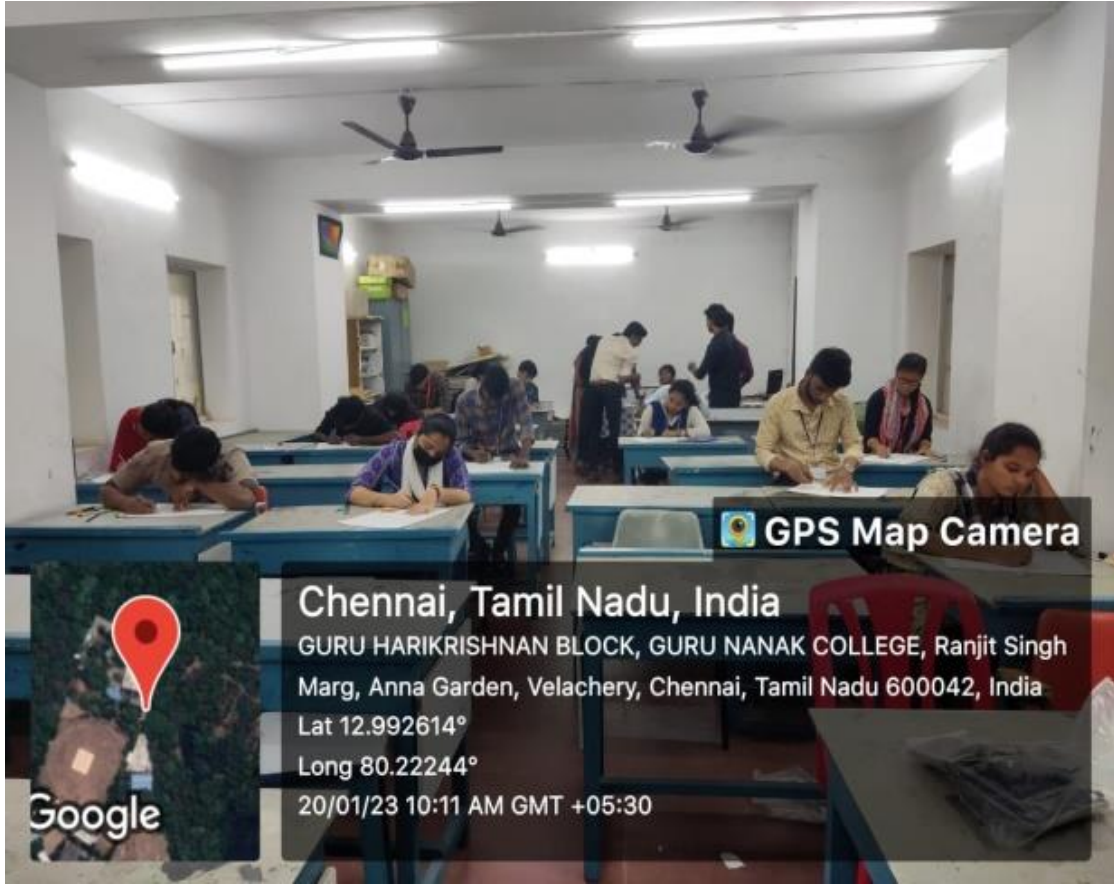 GPS Map Camera
Chennai, Tamil Nadu, India
GURU HARIKRISHNAN BLOCK, GURU NANAK COLLEGE, Ranjit Singh
Marg, Anna Garden, Velachery, Chennai, Tamil Nadu 600042, India
Lat 12.992614°
Long 80.22244°
20/01/23 10:11 AM GMT +05:30
Google